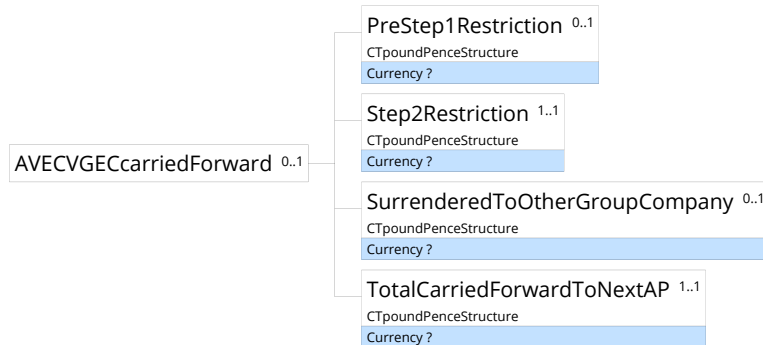 PreStep1Restriction 0..1
CTpoundPenceStructure
Currency ?
Step2Restriction 1..1
CTpoundPenceStructure
Currency ?
AVECVGECcarriedForward 0..1
SurrenderedToOtherGroupCompany 0..1
CTpoundPenceStructure
Currency ?
TotalCarriedForwardToNextAP 1..1
CTpoundPenceStructure
Currency ?